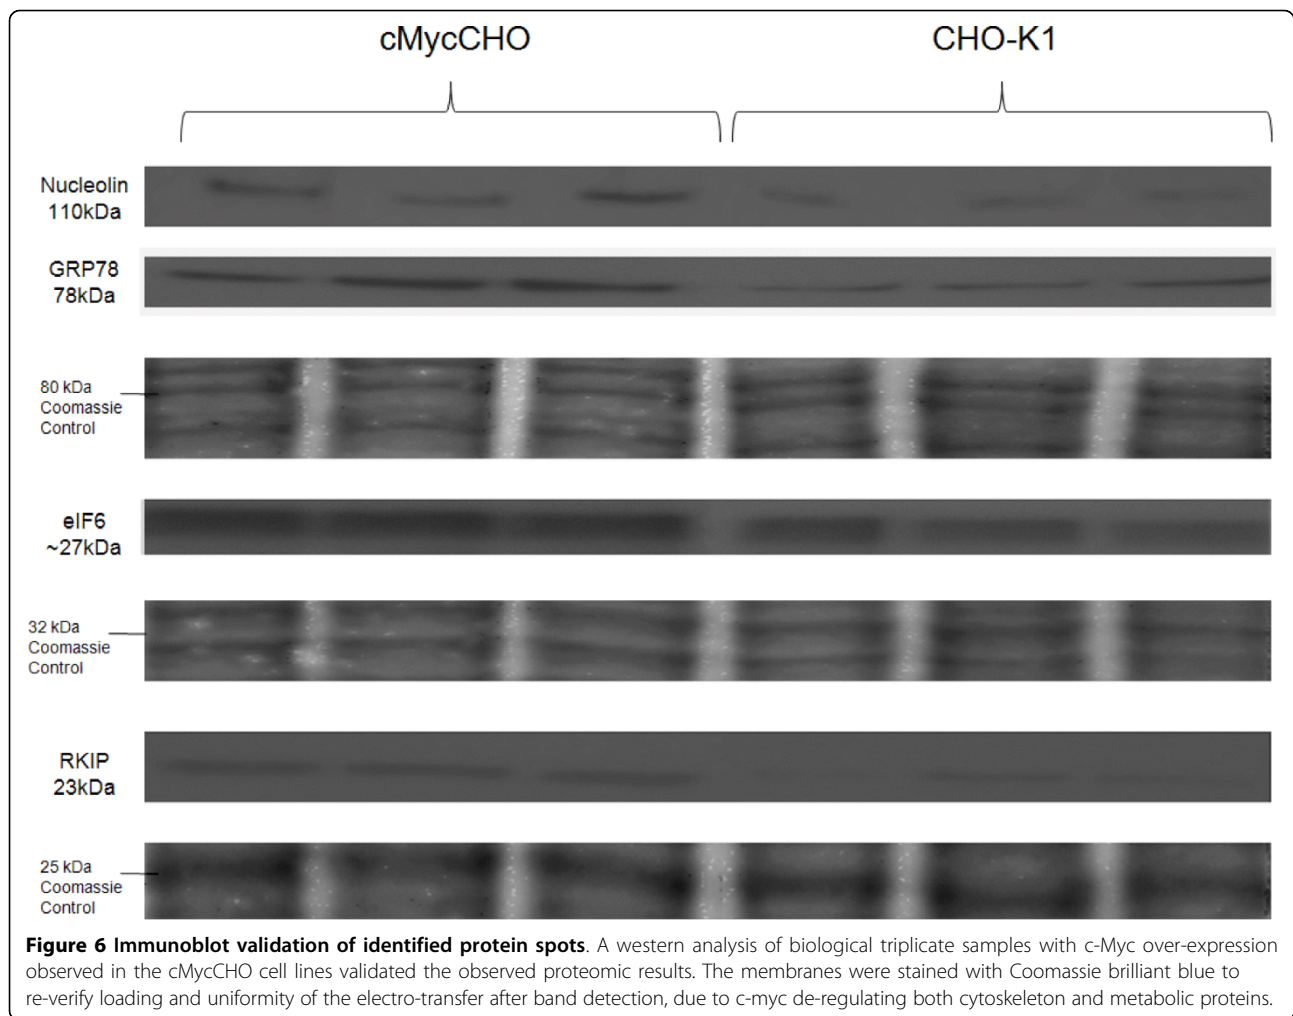 cMycCHO
CHO-K1
Nucleolin
110kDa
GRP78
78kDa
80 kDa
Coomassie
Control
eIF6
~27kDa
32 kDa
Coomassie
Control
RKIP
23kDa
25 kDa
Coomassie
Control
Figure 6 Immunoblot validation of identified protein spots. A western analysis of biological triplicate samples with c-Myc over-expression
observed in the cMycCHO cell lines validated the observed proteomic results. The membranes were stained with Coomassie brilliant blue to
re-verify loading and uniformity of the electro-transfer after band detection, due to c-myc de-regulating both cytoskeleton and metabolic proteins.